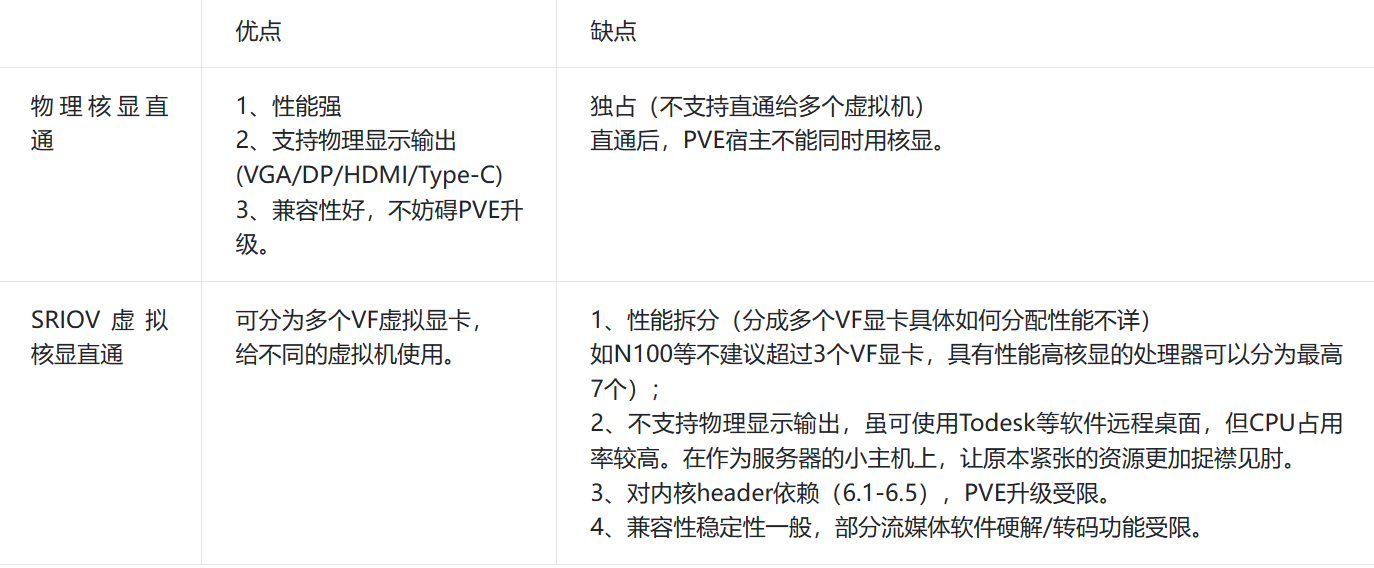 优点
缺点
物理核显直
通
1、性能强
2、支持物理显示输出
(VGA/DP/HDMI/Type-C)
3、兼容性好，不妨碍PVE升
级。
独占（不支持直通给多个虚拟机）
直通后，PVE宿主不能同时用核显。
SRIOV 虚拟
核显直通
可分为多个VF虚拟显卡，
给不同的虚拟机使用。
1、性能拆分（分成多个VF显卡具体如何分配性能不详）
如N100等不建议超过3个VF显卡，具有性能高核显的处理器可以分为最高
7个）；
2、不支持物理显示输出，虽可使用Todesk等软件远程桌面，但CPU占用
率较高。在作为服务器的小主机上，让原本紧张的资源更加捉襟见肘。
3、对内核header依赖（6.1-6.5），PVE升级受限。
4、兼容性稳定性一般，部分流媒体软件硬解/转码功能受限。